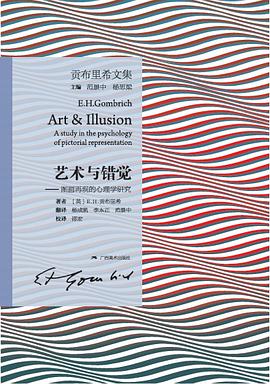 贡布里希文集
主编 范景中 杨思梁
E.H.Gombrich
Art & Illusion
A study in the psychology
of pictorial representation
艺术与错觉
——图画再现的心理学研究
著者 [英] E.H.贡布里希
翻译 杨成凯 李本正 范景中
校译 邵宏
广西美术出版社